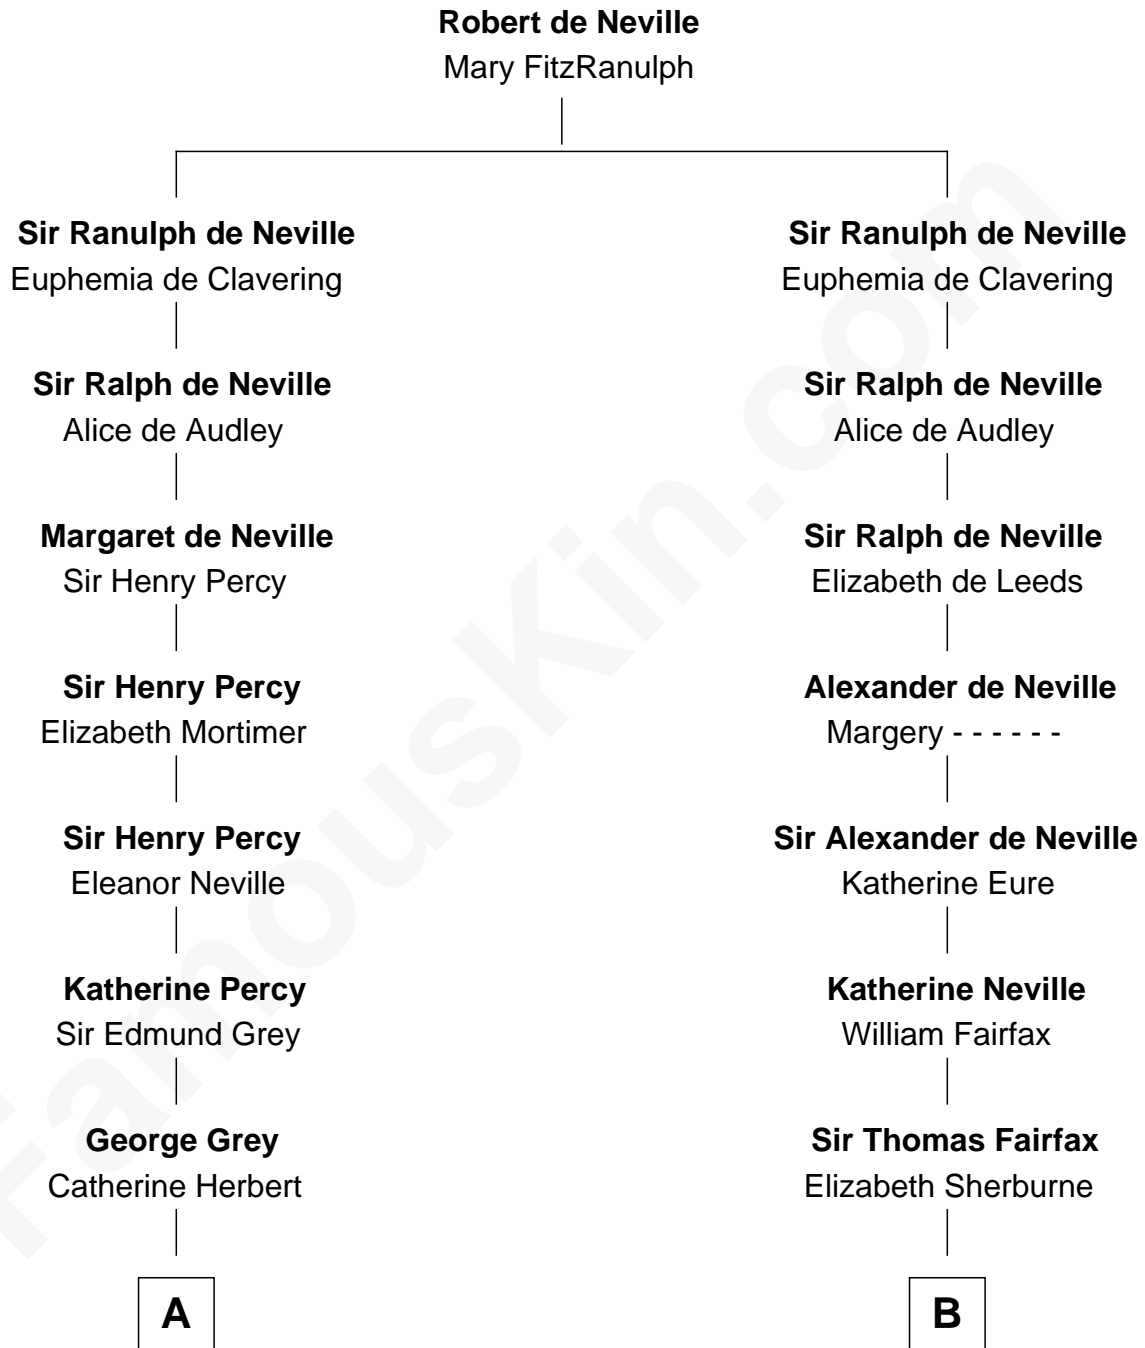 Robert de Neville
Mary FitzRanulph
Sir Ranulph de Neville
Euphemia de Clavering
Sir Ralph de Neville
Alice de Audley
Margaret de Neville
Sir Henry Percy
Sir Henry Percy
Elizabeth Mortimer
Sir Henry Percy
Eleanor Neville
Katherine Percy
Sir Edmund Grey
George Grey
Catherine Herbert
A
Sir Ranulph de Neville
Euphemia de Clavering
Sir Ralph de Neville
Alice de Audley
Sir Ralph de Neville
Elizabeth de Leeds
Alexander de Neville
Margery - - - - - -
Sir Alexander de Neville
Katherine Eure
Katherine Neville
William Fairfax
Sir Thomas Fairfax
Elizabeth Sherburne
B
FamousKin.com